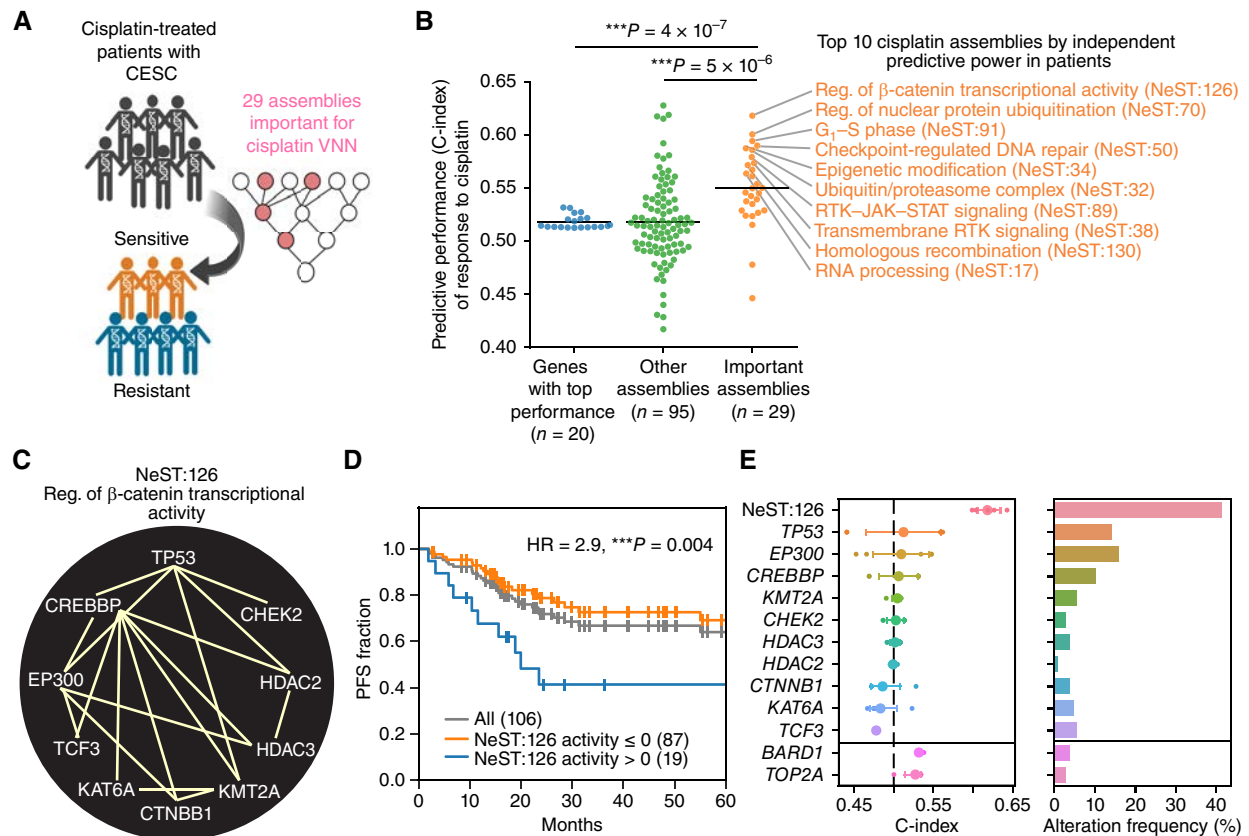 A
Cisplatin-treated
patients with
CESC
29 assemblies
important for
cisplatin VNN
Sensitive
Resistant
B
***P = 4 × 10–7
***P = 5 × 10–6
Predictive performance (C-index)
of response to cisplatin
0.65
0.60
0.55
0.50
0.45
0.40
Genes
with top
performance
(n = 20)
Other
assemblies
(n = 95)
Important
assemblies
(n = 29)
Top 10 cisplatin assemblies by independent
predictive power in patients
Reg. of β-catenin transcriptional activity (NeST:126)
Reg. of nuclear protein ubiquitination (NeST:70)
G1–S phase (NeST:91)
Checkpoint-regulated DNA repair (NeST:50)
Epigenetic modification (NeST:34)
Ubiquitin/proteasome complex (NeST:32)
RTK–JAK–STAT signaling (NeST:89)
Transmembrane RTK signaling (NeST:38)
Homologous recombination (NeST:130)
RNA processing (NeST:17)
C
NeST:126
Reg. of β-catenin transcriptional
activity
TP53
CREBBP
CHEK2
EP300
HDAC2
TCF3
HDAC3
KAT6A
KMT2A
CTNBB1
D
HR = 2.9, ***P = 0.004
PFS fraction
1.0
0.8
0.6
0.4
0.2
0.0
All (106)
NeST:126 activity ≤ 0 (87)
NeST:126 activity > 0 (19)
0 10 20 30 40 50 60
Months
E
NeST:126
TP53
EP300
CREBBP
KMT2A
CHEK2
HDAC3
HDAC2
CTNNB1
KAT6A
TCF3
BARD1
TOP2A
0.45 0.55 0.65
C-index
0 10 20 30 40
Alteration frequency (%)